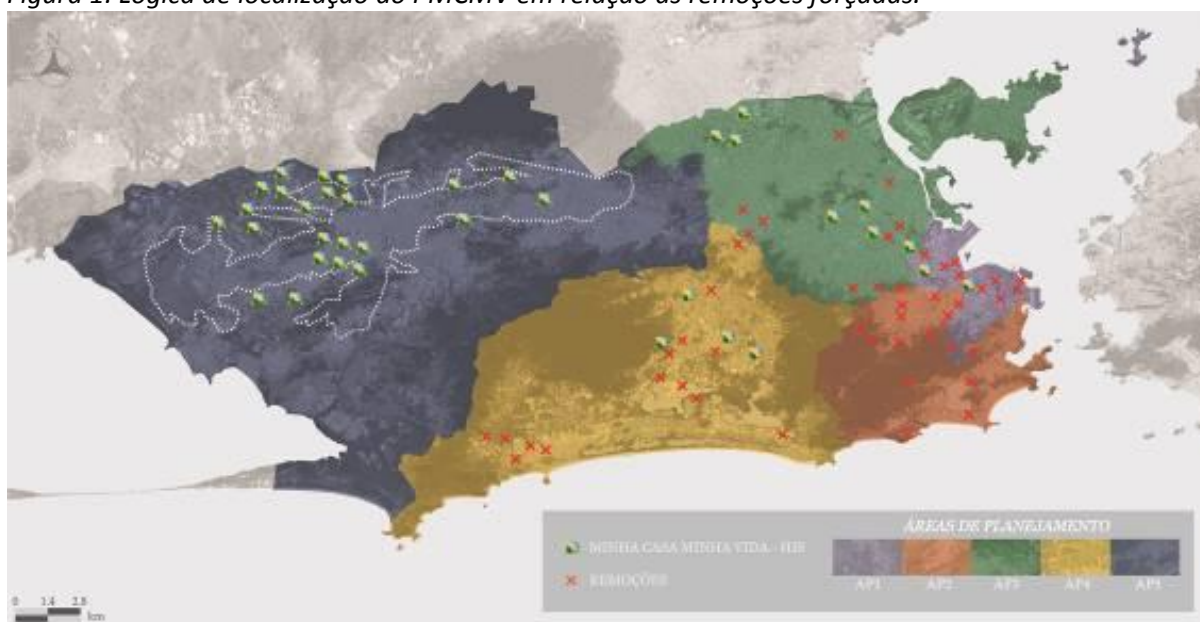 Figura 1: Lógica de localização do PMCMV em relação às remoções forçadas.
N
ÁREAS DE PLANEJAMENTO
MINHA CASA MINHA VIDA - HIS
REMOÇÕES
AP1 AP2 AP3 AP4 AP5
0 1.4 2.8
km